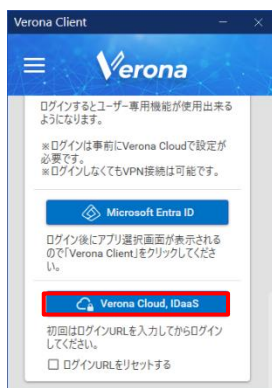 Verona Client
Verona
ログインするとユーザー専用機能が使用出来る
ようになります。
※ログインは事前にVerona Cloudで設定が
必要です。
※ログインしなくてもVPN接続は可能です。
Microsoft Entra ID
ログイン後にアプリ選択画面が表示される
ので「Verona Client」をクリックしてくださ
い。
Verona Cloud, IDaaS
初回はログインURLを入力してからログイン
してください。
ログインURLをリセットする